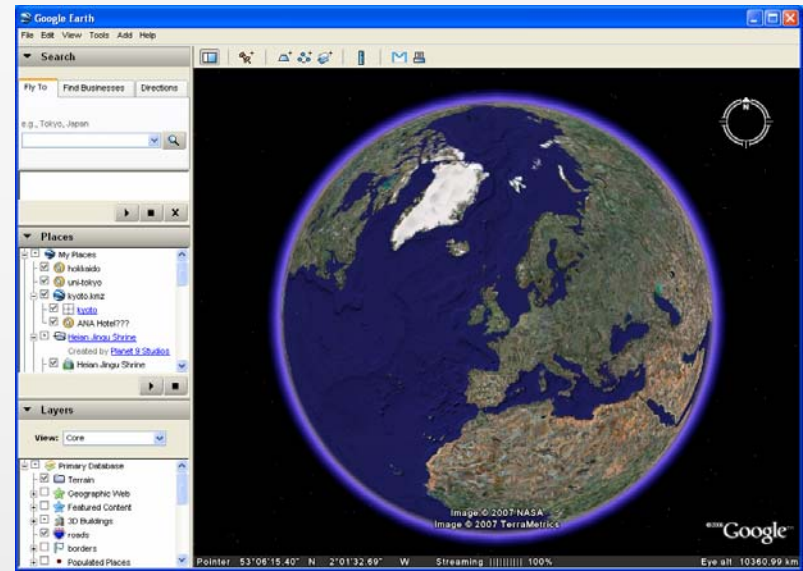 Google Earth
File Edit View Tools Add Help
Search
Fly To Find Businesses Directions
e.g., Tokyo, Japan
Places
My Places
hokkaido
uni-tokyo
kyoto.kmz
kyoto
ANA Hotel???
Heian Jingu Shrine
Created by Planet 9 Studios
Heian Jingu Shrine
Layers
View: Core
Primary Database
Terrain
Geographic Web
Featured Content
3D Buildings
roads
borders
Populated Places
N
Image © 2007 NASA
Image © 2007 TerraMetrics
Google
Pointer 53°06'15.40" N 2°01'32.69" W Streaming |||||||||| 100% Eye alt 10360.99 km